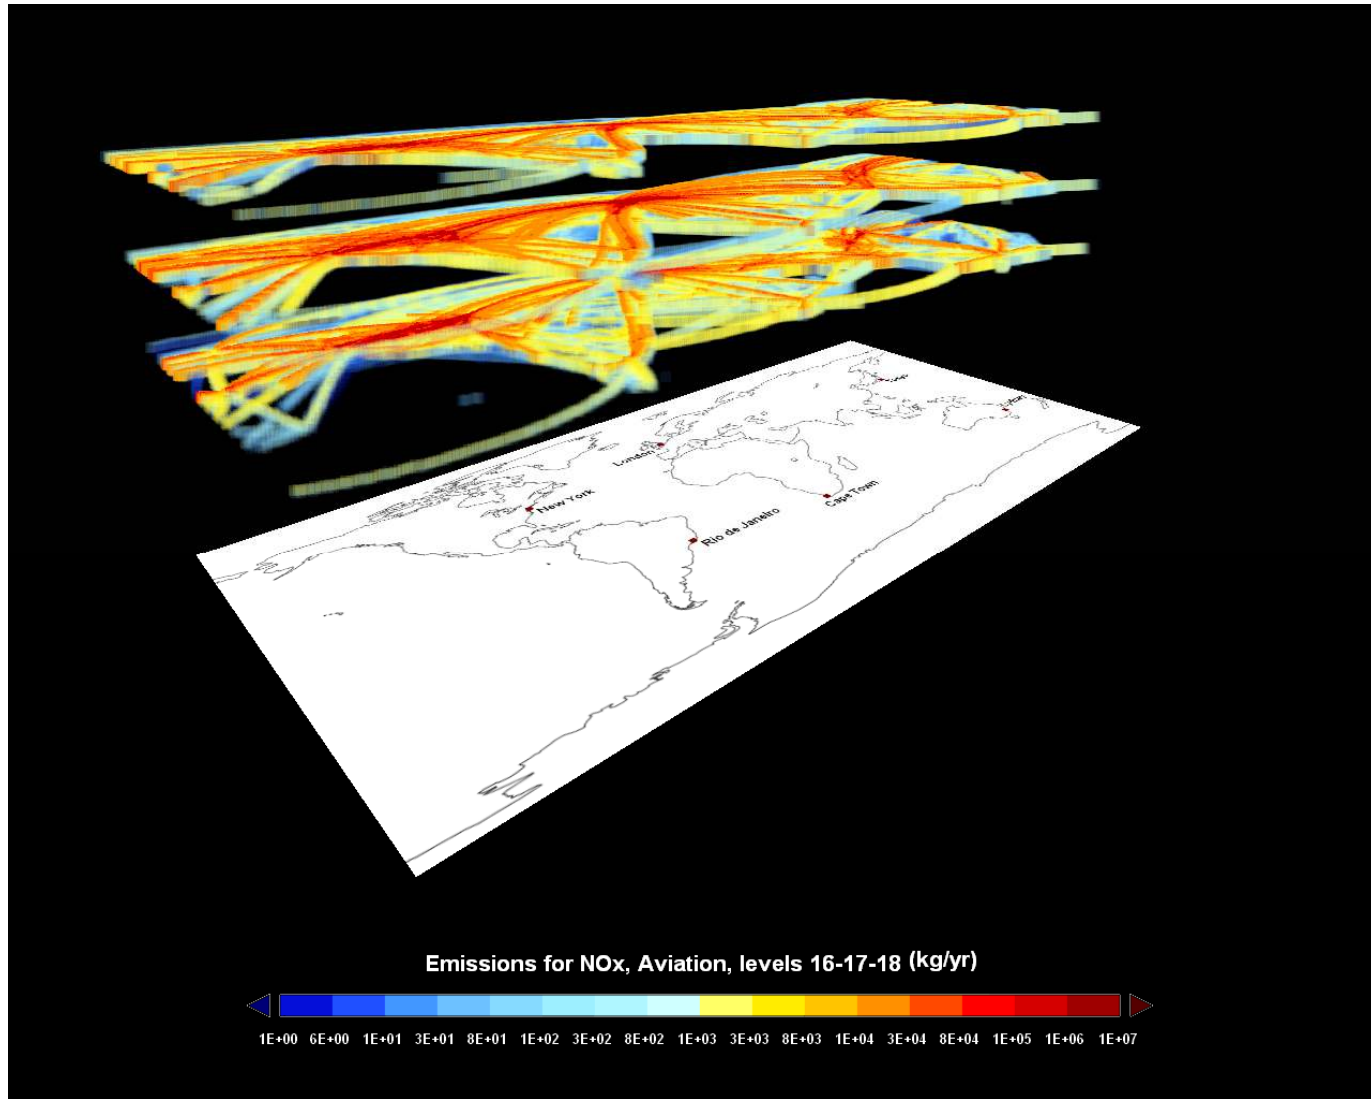 London
New York
Cape Town
Rio de Janeiro
Emissions for NOx, Aviation, levels 16-17-18 (kg/yr)
1E+00 6E+00 1E+01 3E+01 8E+01 1E+02 3E+02 8E+02 1E+03 3E+03 8E+03 1E+04 3E+04 8E+04 1E+05 1E+06 1E+07